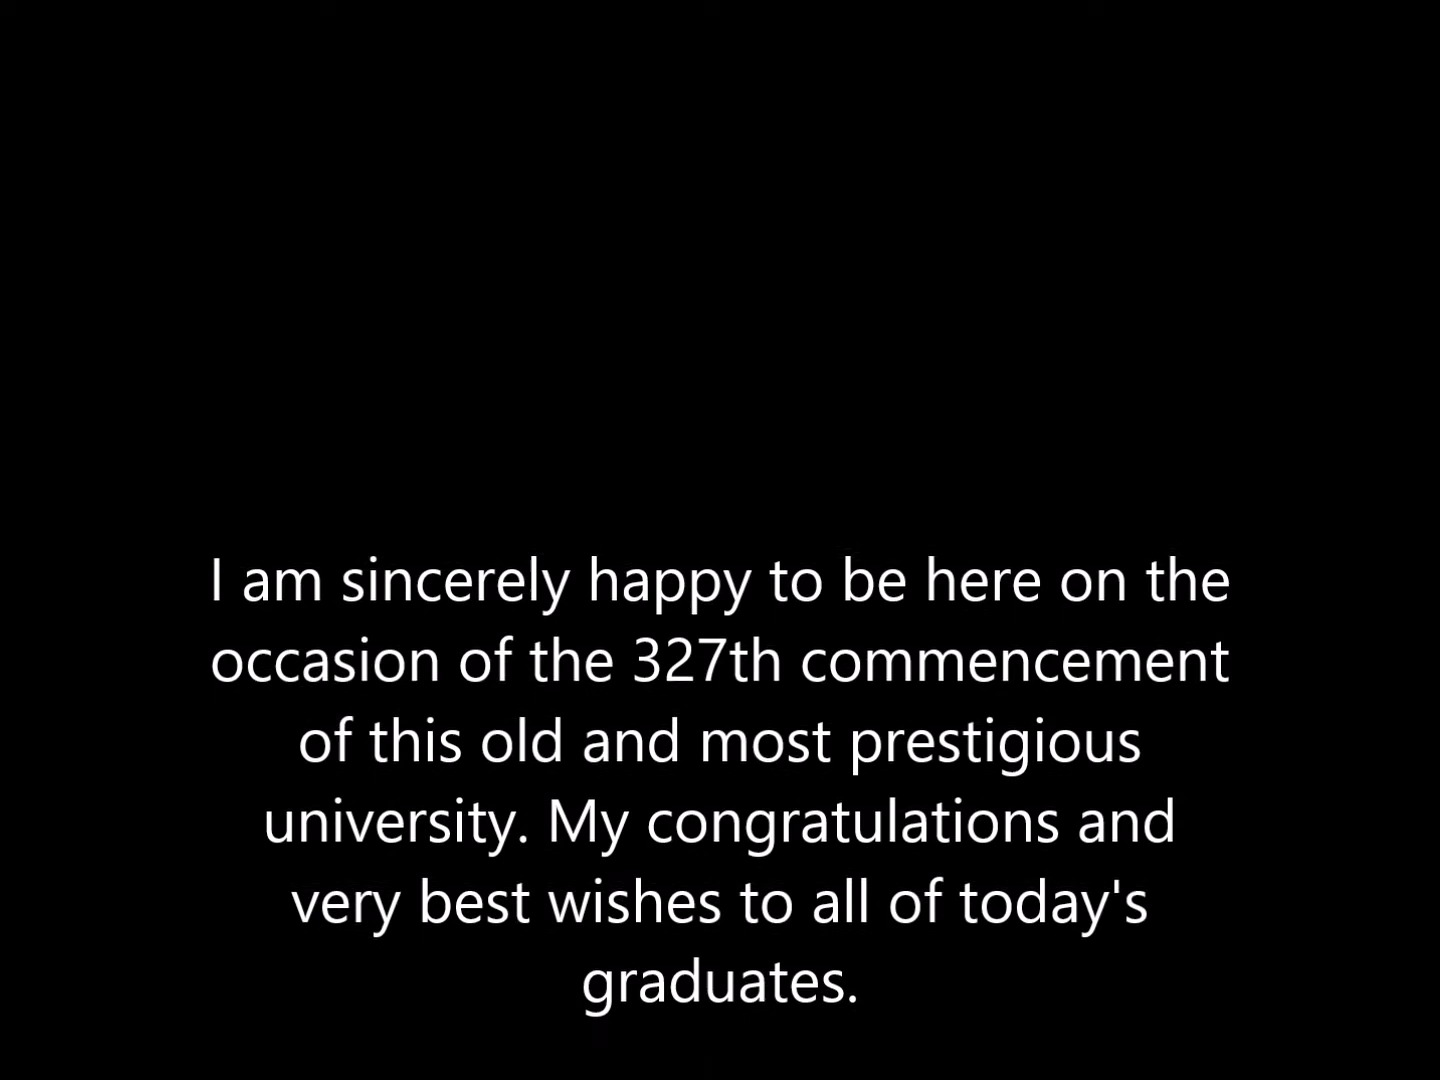 I am sincerely happy to be here on the
occasion of the 327th commencement
of this old and most prestigious
university. My congratulations and
very best wishes to all of today's
graduates.